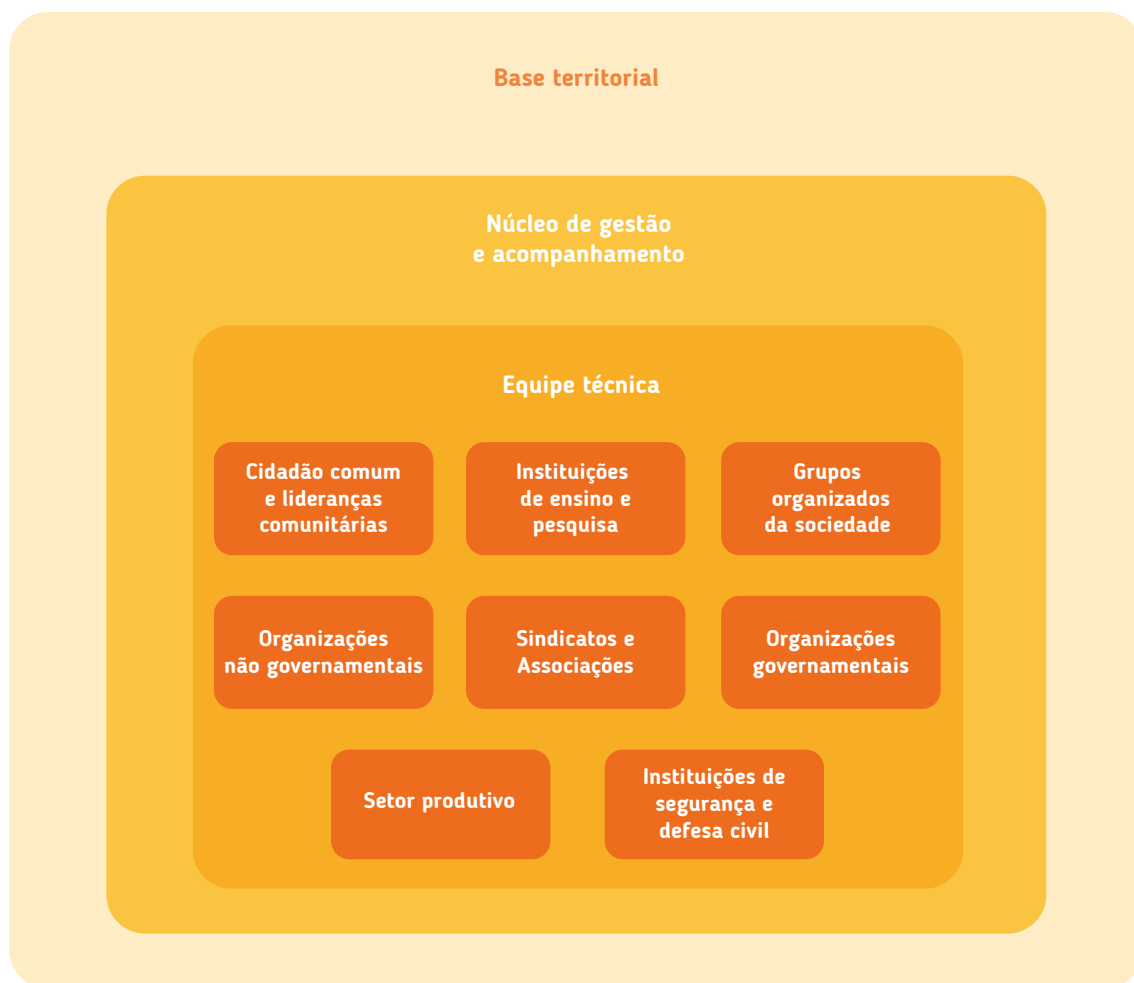 Base territorial
Núcleo de gestão
e acompanhamento
Equipe técnica
Cidadão comum
e lideranças
comunitárias
Instituições
de ensino e
pesquisa
Grupos
organizados
da sociedade
Organizações
não governamentais
Sindicatos e
Associações
Organizações
governamentais
Setor produtivo
Instituições de
segurança e
defesa civil